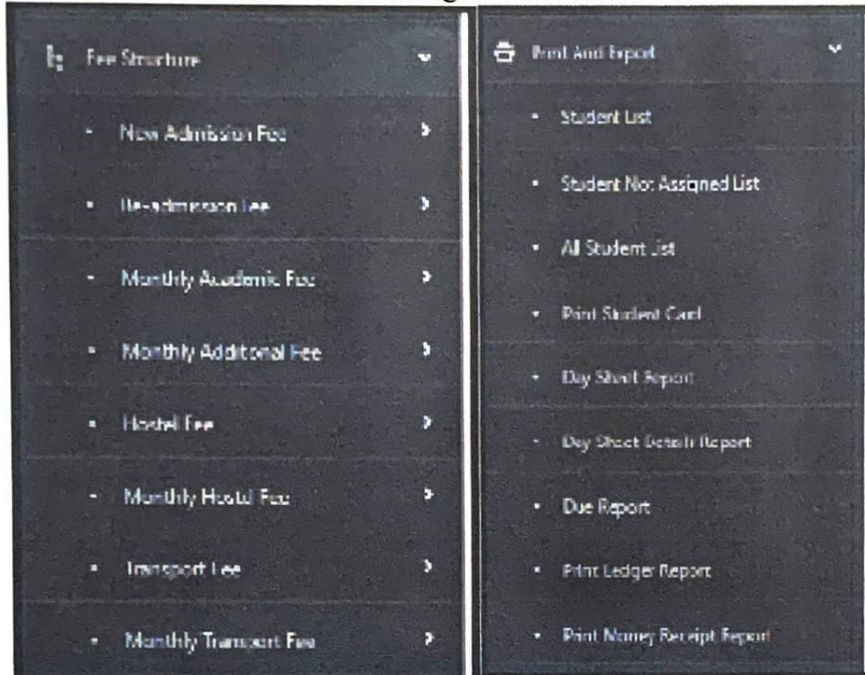 Fee Structure
New Admission Fee
Re-admission Fee
Monthly Academic Fee
Monthly Additional Fee
Hostel Fee
Monthly Hostel Fee
Transport Fee
Monthly Transport Fee
Print And Export
Student List
Student Not Assigned List
All Student List
Print Student Card
Day Sheet Report
Day Sheet Details Report
Due Report
Print Ledger Report
Print Money Receipt Report